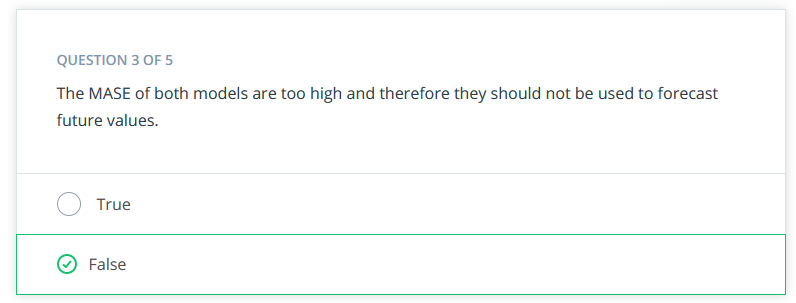 QUESTION 3 OF 5
The MASE of both models are too high and therefore they should not be used to forecast
future values.
True
False